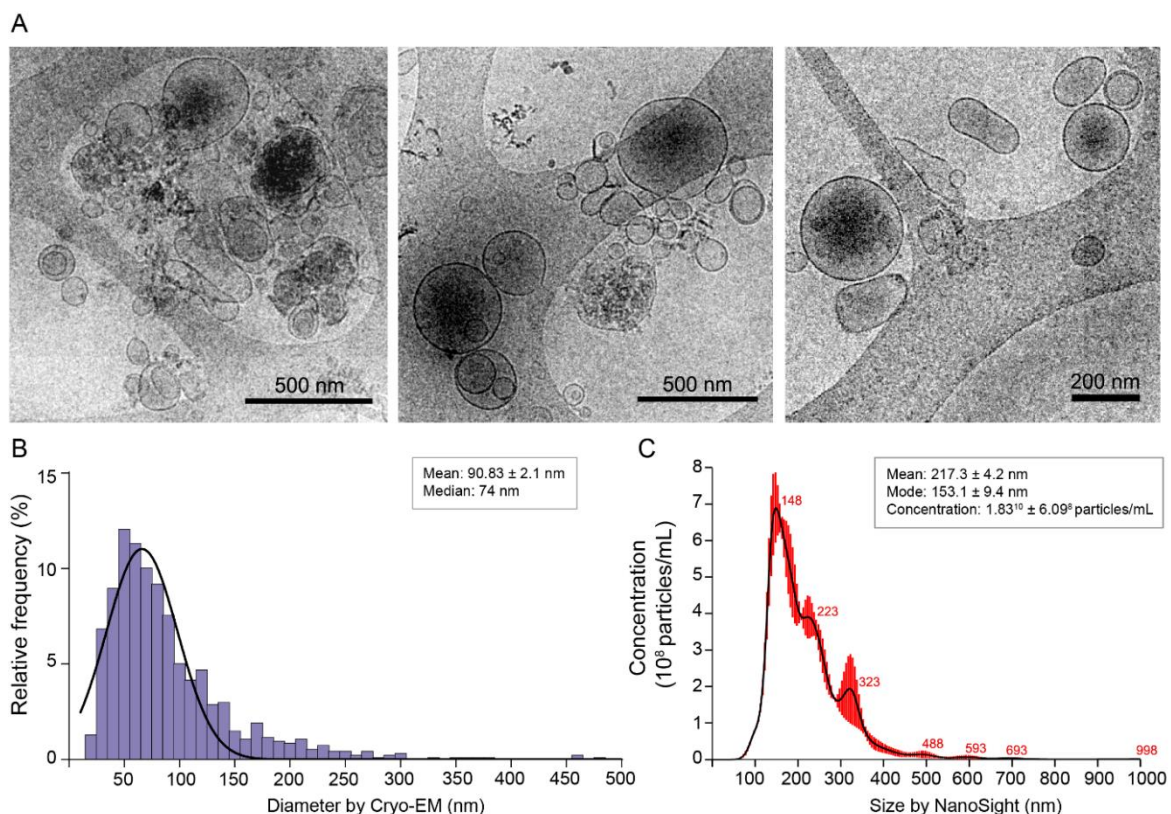 A
500 nm
500 nm
200 nm
B
Mean: 90.83 ± 2.1 nm
Median: 74 nm
Relative frequency (%)
15
10
5
0
50
100
150
200
250
300
350
400
450
500
Diameter by Cryo-EM (nm)
C
Mean: 217.3 ± 4.2 nm
Mode: 153.1 ± 9.4 nm
Concentration: 1.83¹⁰ ± 6.09⁸ particles/mL
Concentration
(10⁸ particles/mL)
8
7
6
5
4
3
2
1
0
148
223
323
488
593
693
998
100
200
300
400
500
600
700
800
900
1000
Size by NanoSight (nm)